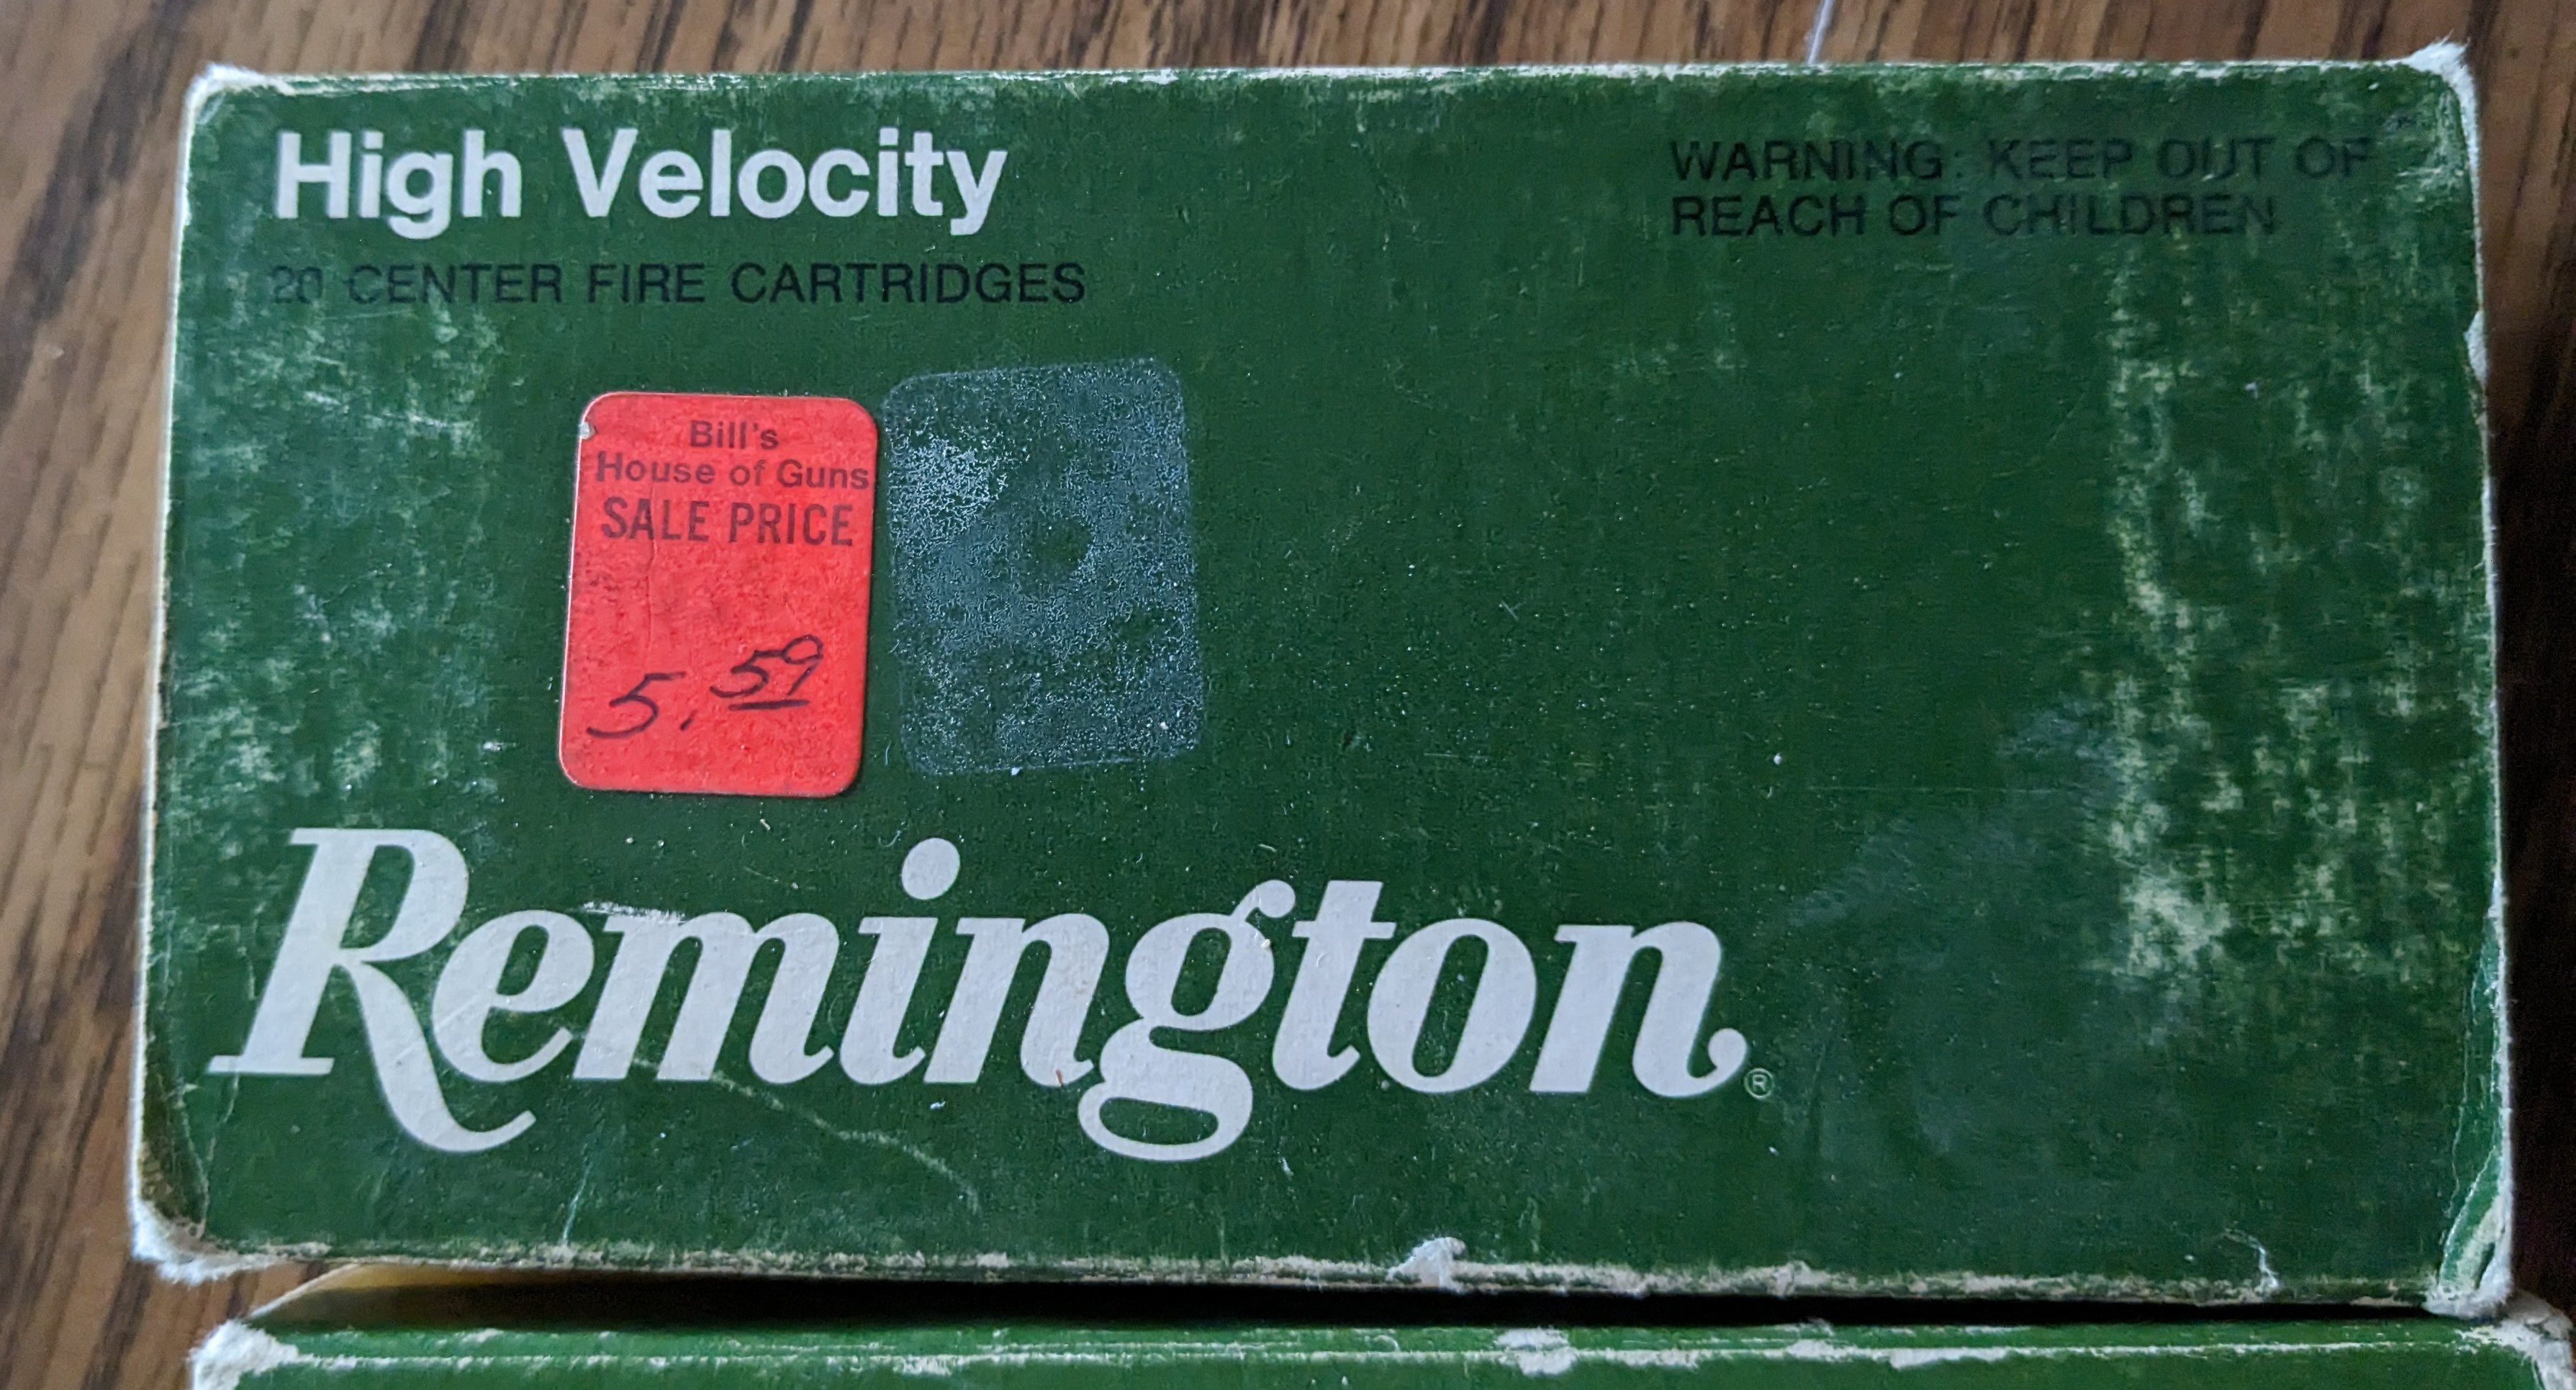 High Velocity
20 CENTER FIRE CARTRIDGES
WARNING: KEEP OUT OF
REACH OF CHILDREN
Bill's
House of Guns
SALE PRICE
5.59
Remington®